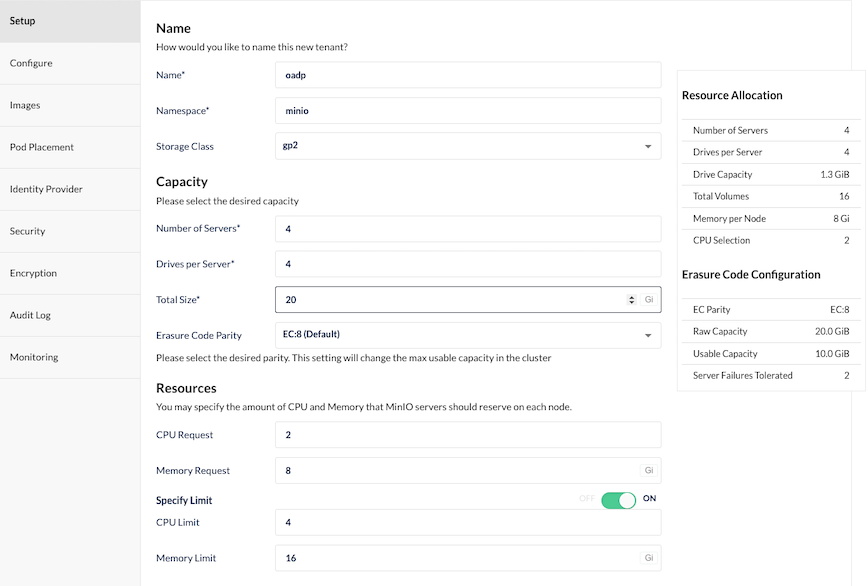 Setup
Configure
Images
Pod Placement
Identity Provider
Security
Encryption
Audit Log
Monitoring
Name
How would you like to name this new tenant?
Name* oadp
Namespace* minio
Storage Class gp2
Capacity
Please select the desired capacity
Number of Servers* 4
Drives per Server* 4
Total Size* 20 Gi
Erasure Code Parity EC:8 (Default)
Please select the desired parity. This setting will change the max usable capacity in the cluster
Resources
You may specify the amount of CPU and Memory that MinIO servers should reserve on each node.
CPU Request 2
Memory Request 8 Gi
Specify Limit OFF ON
CPU Limit 4
Memory Limit 16 Gi
Resource Allocation
Number of Servers 4
Drives per Server 4
Drive Capacity 1.3 GiB
Total Volumes 16
Memory per Node 8 Gi
CPU Selection 2
Erasure Code Configuration
EC Parity EC:8
Raw Capacity 20.0 GiB
Usable Capacity 10.0 GiB
Server Failures Tolerated 2